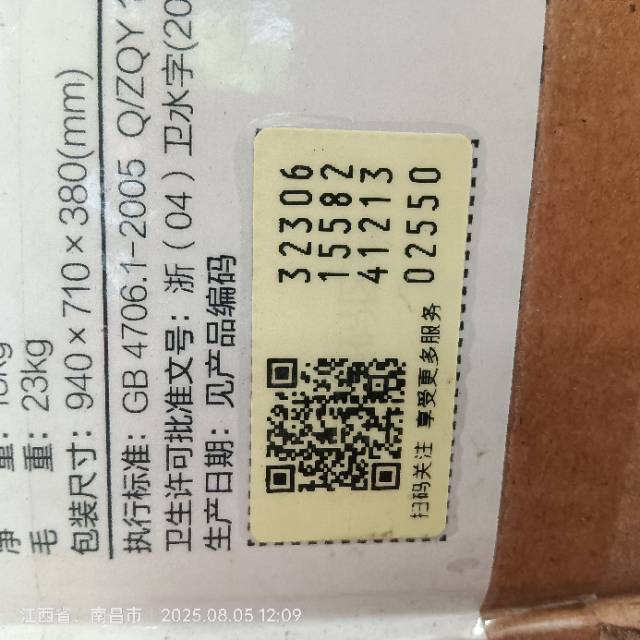 净 重:
毛 重: 23kg
包装尺寸: 940×710×380(mm)
执行标准: GB 4706.1-2005 Q/ZQY
卫生许可批准文号: 浙(04)卫水字(20
生产日期: 见产品编码
32306
15582
41213
02550
扫码关注 享受更多服务
江西省· 南昌市 2025.08.05 12:09